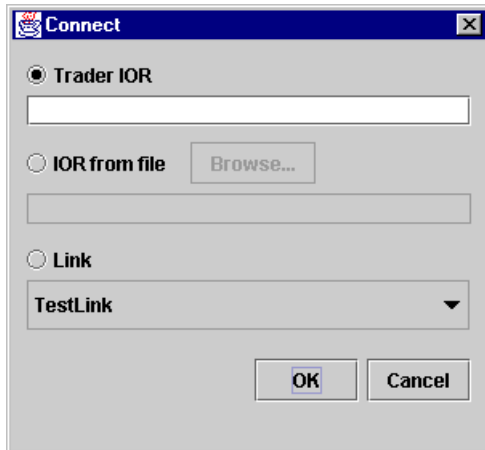 Connect
Trader IOR
IOR from file Browse...
Link
TestLink
OK Cancel